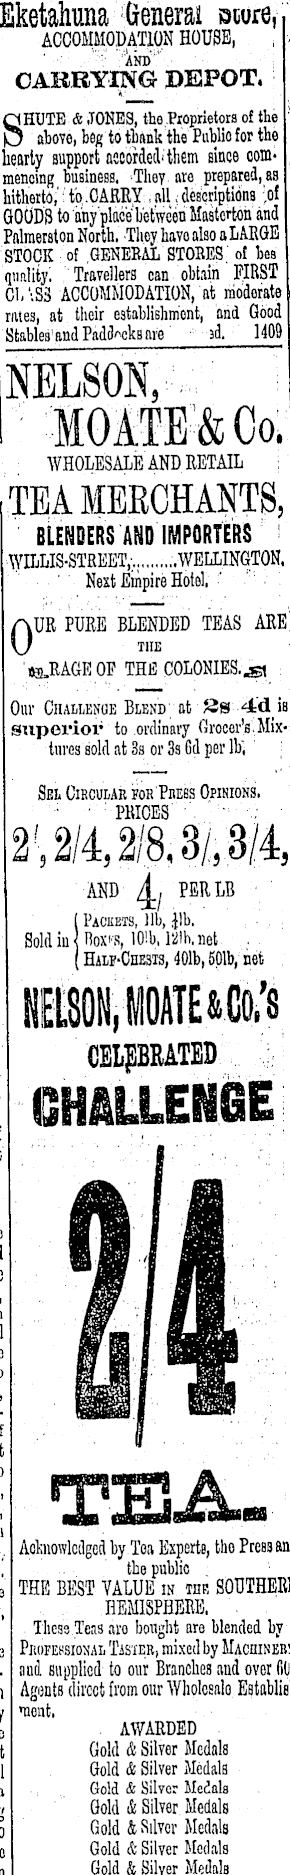 Eketahuna General Store,
ACCOMMODATION HOUSE,
AND
CARRYING DEPOT.
SHUTE & JONES, the Proprietors of the
above, beg to thank the Public for the
hearty support accorded them since com-
mencing business. They are prepared, as
hitherto, to CARRY all descriptions of
GOODS to any place between Masterton and
Palmerston North. They have also a LARGE
STOCK of GENERAL STORES of bes
quality. Travellers can obtain FIRST
CLASS ACCOMMODATION, at moderate
rates, at their establishment, and Good
Stables and Paddocks are ed. 1409
NELSON,
MOATE & Co.
WHOLESALE AND RETAIL
TEA MERCHANTS,
BLENDERS AND IMPORTERS
WILLIS-STREET,.........WELLINGTON.
Next Empire Hotel,
OUR PURE BLENDED TEAS ARE
THE
RAGE OF THE COLONIES.
Our CHALLENGE BLEND at 2s 4d is
superior to ordinary Grocer's Mix-
tures sold at 3s or 3s 6d per lb,
SEE CIRCULAR FOR PRESS OPINIONS.
PRICES
2/, 2/4, 2/8, 3/, 3/4,
AND 4/ PER LB
Sold in { PACKETS, 1lb, ½lb.
BOXES, 10lb, 12lb, net
HALF-CHESTS, 40lb, 50lb, net
NELSON, MOATE & Co.'s
CELEBRATED
CHALLENGE
2/4
TEA
Acknowledged by Tea Experts, the Press an
the public
THE BEST VALUE IN THE SOUTHER
HEMISPHERE.
These Teas are bought are blended by
PROFESSIONAL TASTER, mixed by MACHINERY
and supplied to our Branches and over 60
Agents direct from our Wholesale Establis
ment.
AWARDED
Gold & Silver Medals
Gold & Silver Medals
Gold & Silver Medals
Gold & Silver Medals
Gold & Silver Medals
Gold & Silver Medals
Gold & Silver Medals